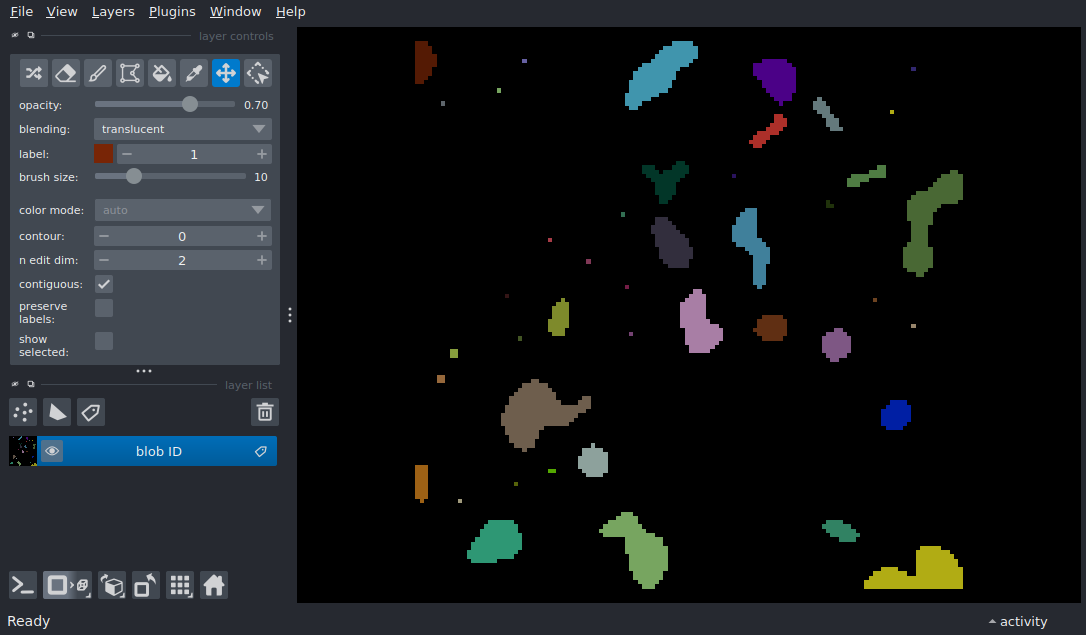 File View Layers Plugins Window Help
layer controls
opacity: 0.70
blending: translucent
label: 1
brush size: 10
color mode: auto
contour: 0
n edit dim: 2
contiguous:
preserve
labels:
show
selected:
layer list
blob ID
Ready
activity